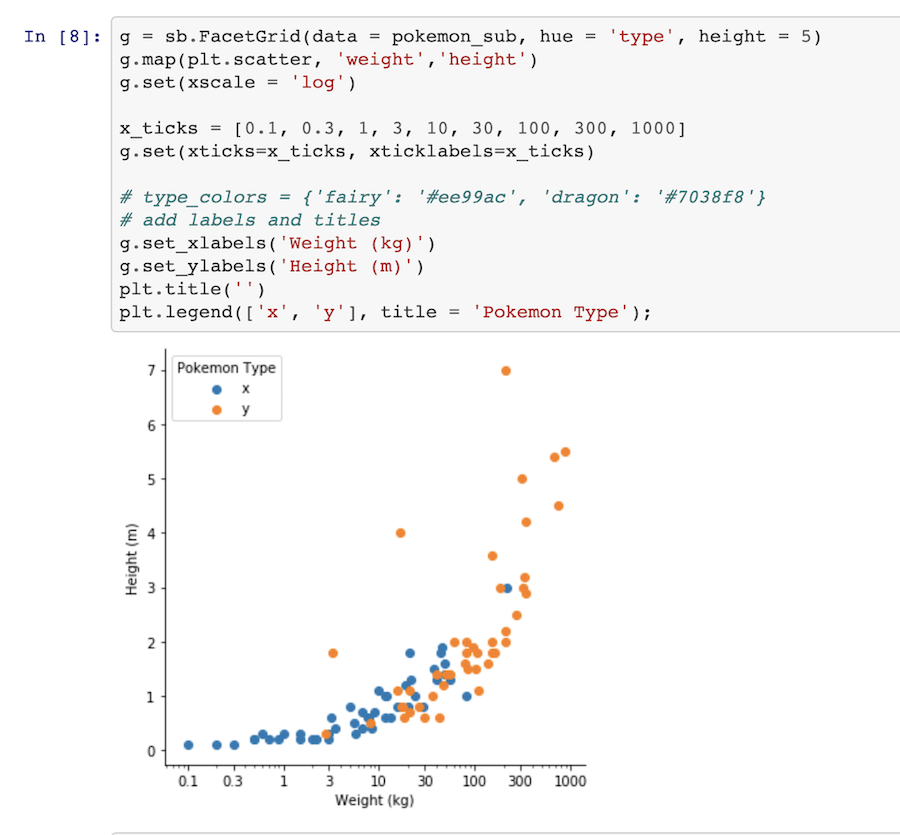 In [8]: g = sb.FacetGrid(data = pokemon_sub, hue = 'type', height = 5)
g.map(plt.scatter, 'weight','height')
g.set(xscale = 'log')
x_ticks = [0.1, 0.3, 1, 3, 10, 30, 100, 300, 1000]
g.set(xticks=x_ticks, xticklabels=x_ticks)
# type_colors = {'fairy': '#ee99ac', 'dragon': '#7038f8'}
# add labels and titles
g.set_xlabels('Weight (kg)')
g.set_ylabels('Height (m)')
plt.title('')
plt.legend(['x', 'y'], title = 'Pokemon Type');
Pokemon Type
x
y
7
6
5
4
3
2
1
0
Height (m)
0.1 0.3 1 3 10 30 100 300 1000
Weight (kg)